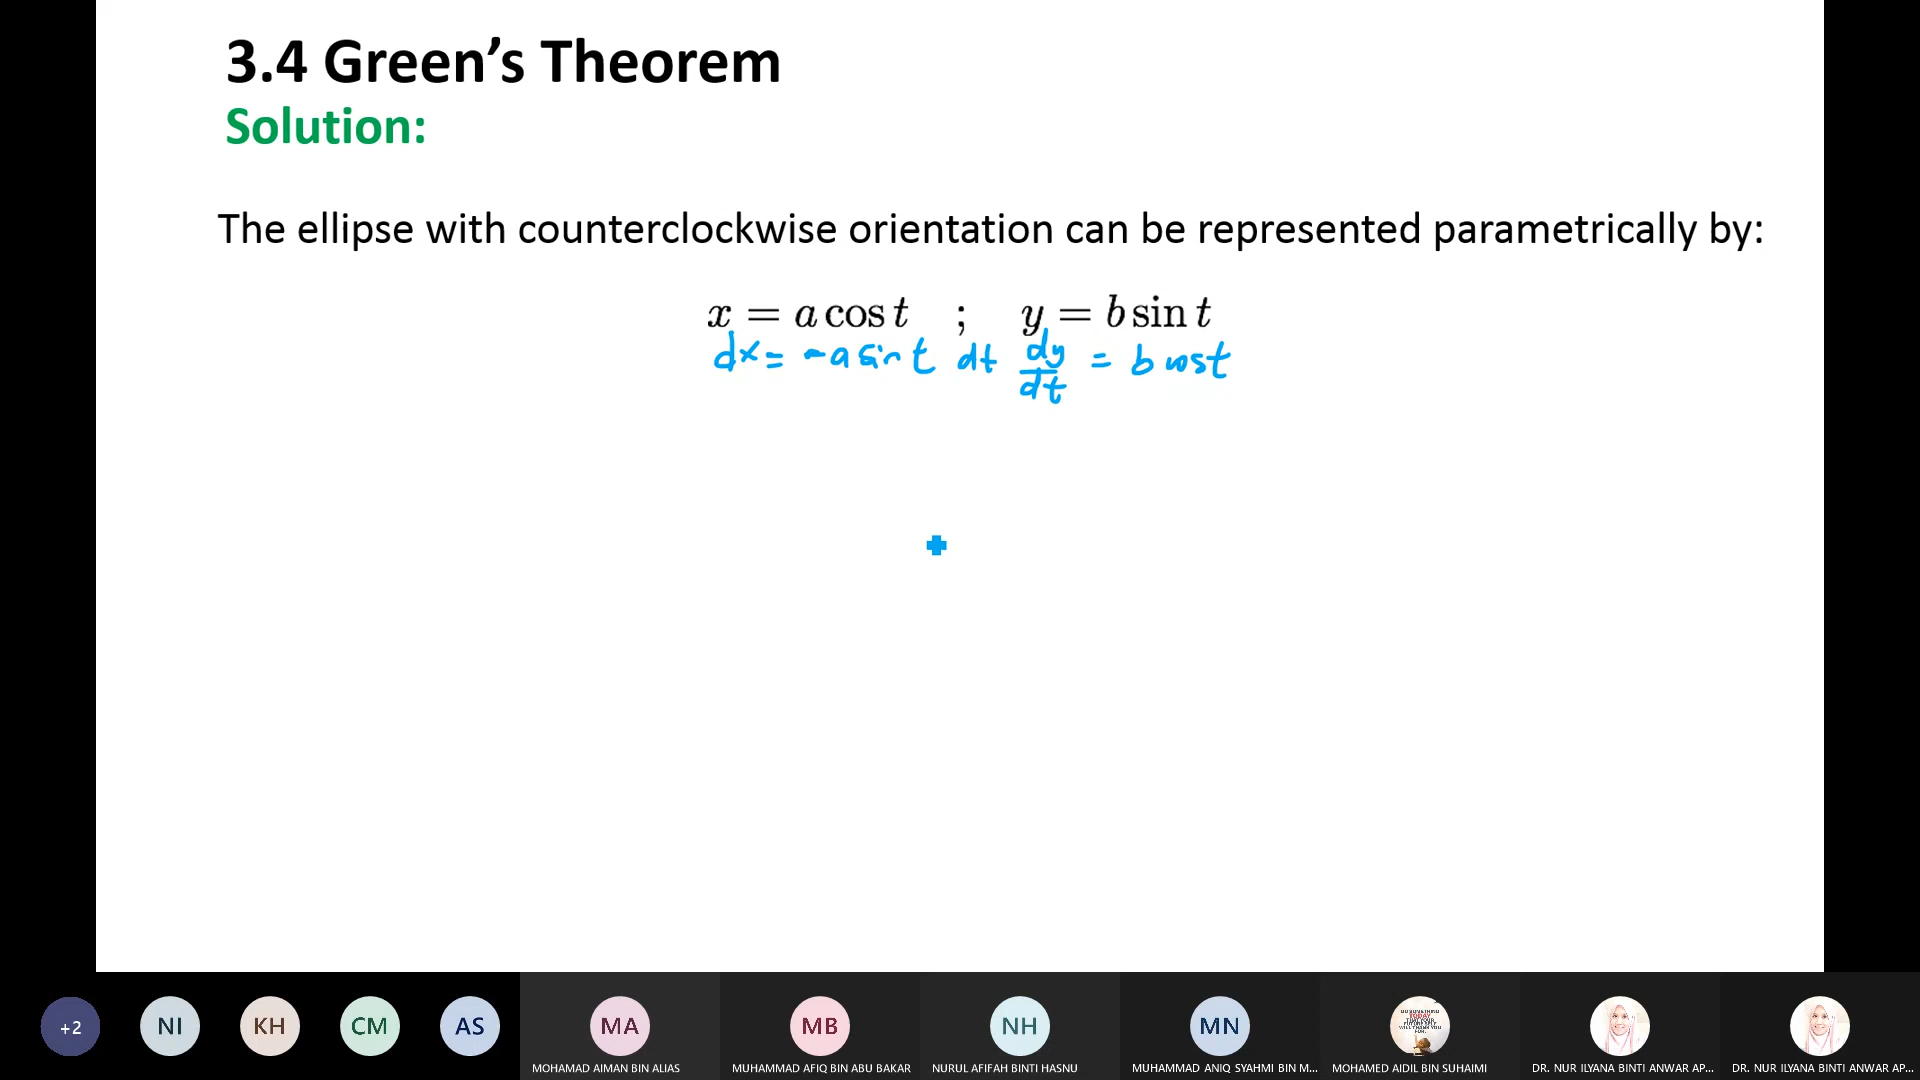 3.4 Green’s Theorem
Solution:
The ellipse with counterclockwise orientation can be represented parametrically by:
x = a cos t ; y = b sin t
dx = -a sin t dt dy/dt = b cos t
+2 NI KH CM AS MA MB NH MN
MOHAMAD AIMAN BIN ALIAS MUHAMMAD AFIQ BIN ABU BAKAR NURUL AFIFAH BINTI HASNU MUHAMMAD ANIQ SYAHMI BIN M... MOHAMED AIDIL BIN SUHAIMI DR. NUR ILYANA BINTI ANWAR AP... DR. NUR ILYANA BINTI ANWAR AP...